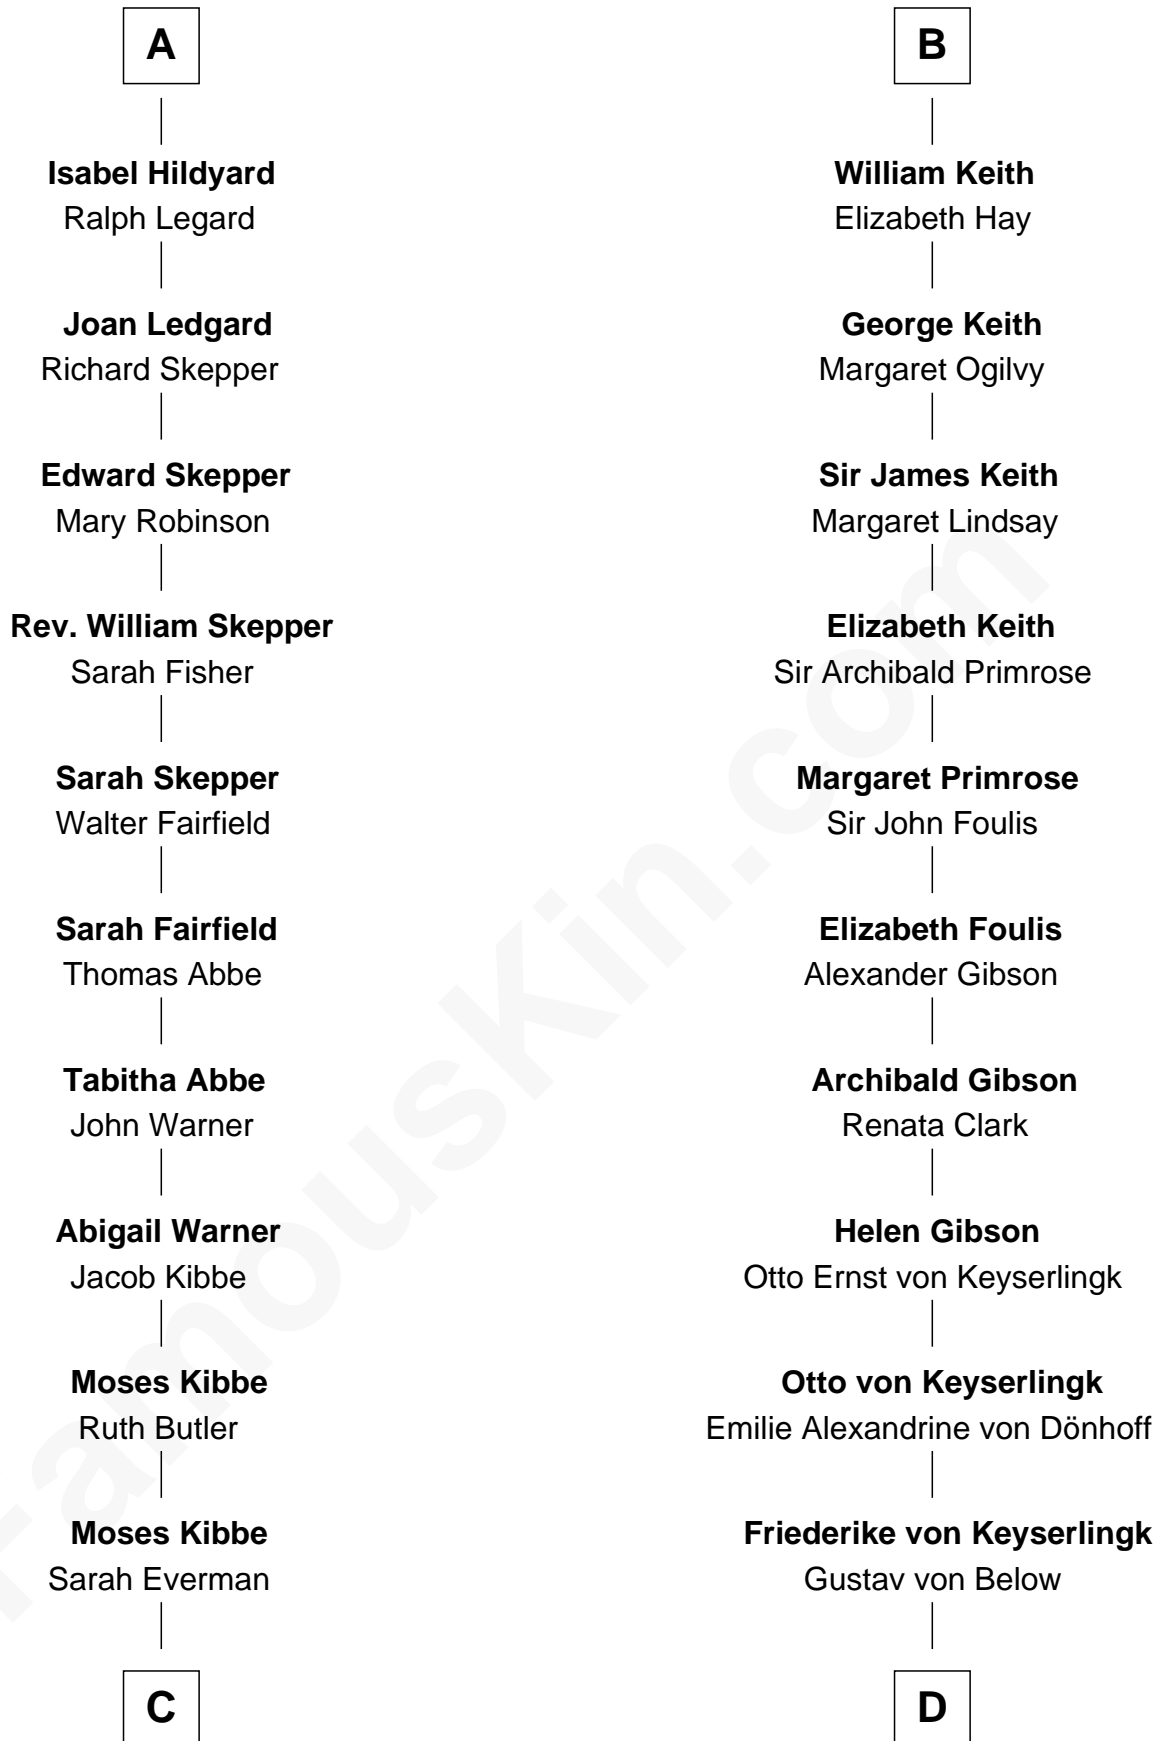 A
Isabel Hildyard
Ralph Legard
Joan Ledgard
Richard Skepper
Edward Skepper
Mary Robinson
Rev. William Skepper
Sarah Fisher
Sarah Skepper
Walter Fairfield
Sarah Fairfield
Thomas Abbe
Tabitha Abbe
John Warner
Abigail Warner
Jacob Kibbe
Moses Kibbe
Ruth Butler
Moses Kibbe
Sarah Everman
C
B
William Keith
Elizabeth Hay
George Keith
Margaret Ogilvy
Sir James Keith
Margaret Lindsay
Elizabeth Keith
Sir Archibald Primrose
Margaret Primrose
Sir John Foulis
Elizabeth Foulis
Alexander Gibson
Archibald Gibson
Renata Clark
Helen Gibson
Otto Ernst von Keyserlingk
Otto von Keyserlingk
Emilie Alexandrine von Dönhoff
Friederike von Keyserlingk
Gustav von Below
D
FamousKin.com